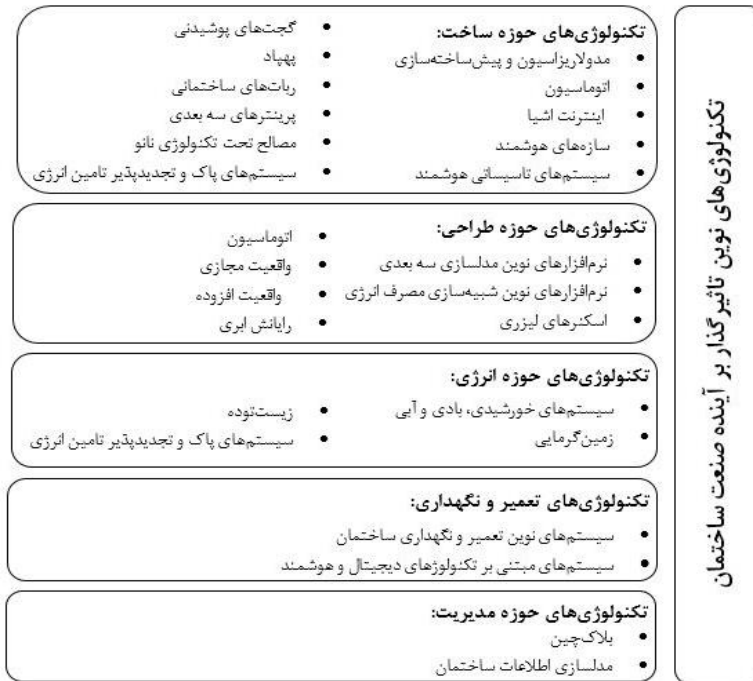 تکنولوژی‌های نوین تاثیرگذار بر آینده صنعت ساختمان
تکنولوژی‌های حوزه ساخت:
• مدولاریزاسیون و پیش‌ساخته‌سازی
• اتوماسیون
• اینترنت اشیا
• سازه‌های هوشمند
• سیستم‌های تاسیساتی هوشمند
• گجت‌های پوشیدنی
• پهپاد
• ربات‌های ساختمانی
• پرینترهای سه بعدی
• مصالح تحت تکنولوژی نانو
• سیستم‌های پاک و تجدیدپذیر تامین انرژی
تکنولوژی‌های حوزه طراحی:
• نرم‌افزارهای نوین مدلسازی سه بعدی
• نرم‌افزارهای نوین شبیه‌سازی مصرف انرژی
• اسکنرهای لیزری
• اتوماسیون
• واقعیت مجازی
• واقعیت افزوده
• رایانش ابری
تکنولوژی‌های حوزه انرژی:
• سیستم‌های خورشیدی، بادی و آبی
• زمین‌گرمایی
• زیست‌توده
• سیستم‌های پاک و تجدیدپذیر تامین انرژی
تکنولوژی‌های تعمیر و نگهداری:
• سیستم‌های نوین تعمیر و نگهداری ساختمان
• سیستم‌های مبتنی بر تکنولوژهای دیجیتال و هوشمند
تکنولوژی‌های حوزه مدیریت:
• بلاک‌چین
• مدلسازی اطلاعات ساختمان